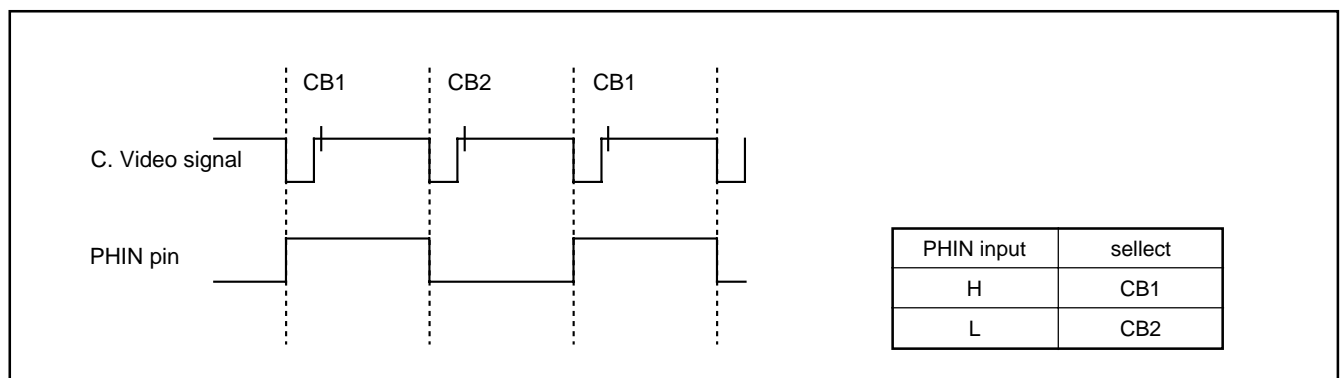 CB1 CB2 CB1
C. Video signal
PHIN pin
PHIN input sellect
H CB1
L CB2